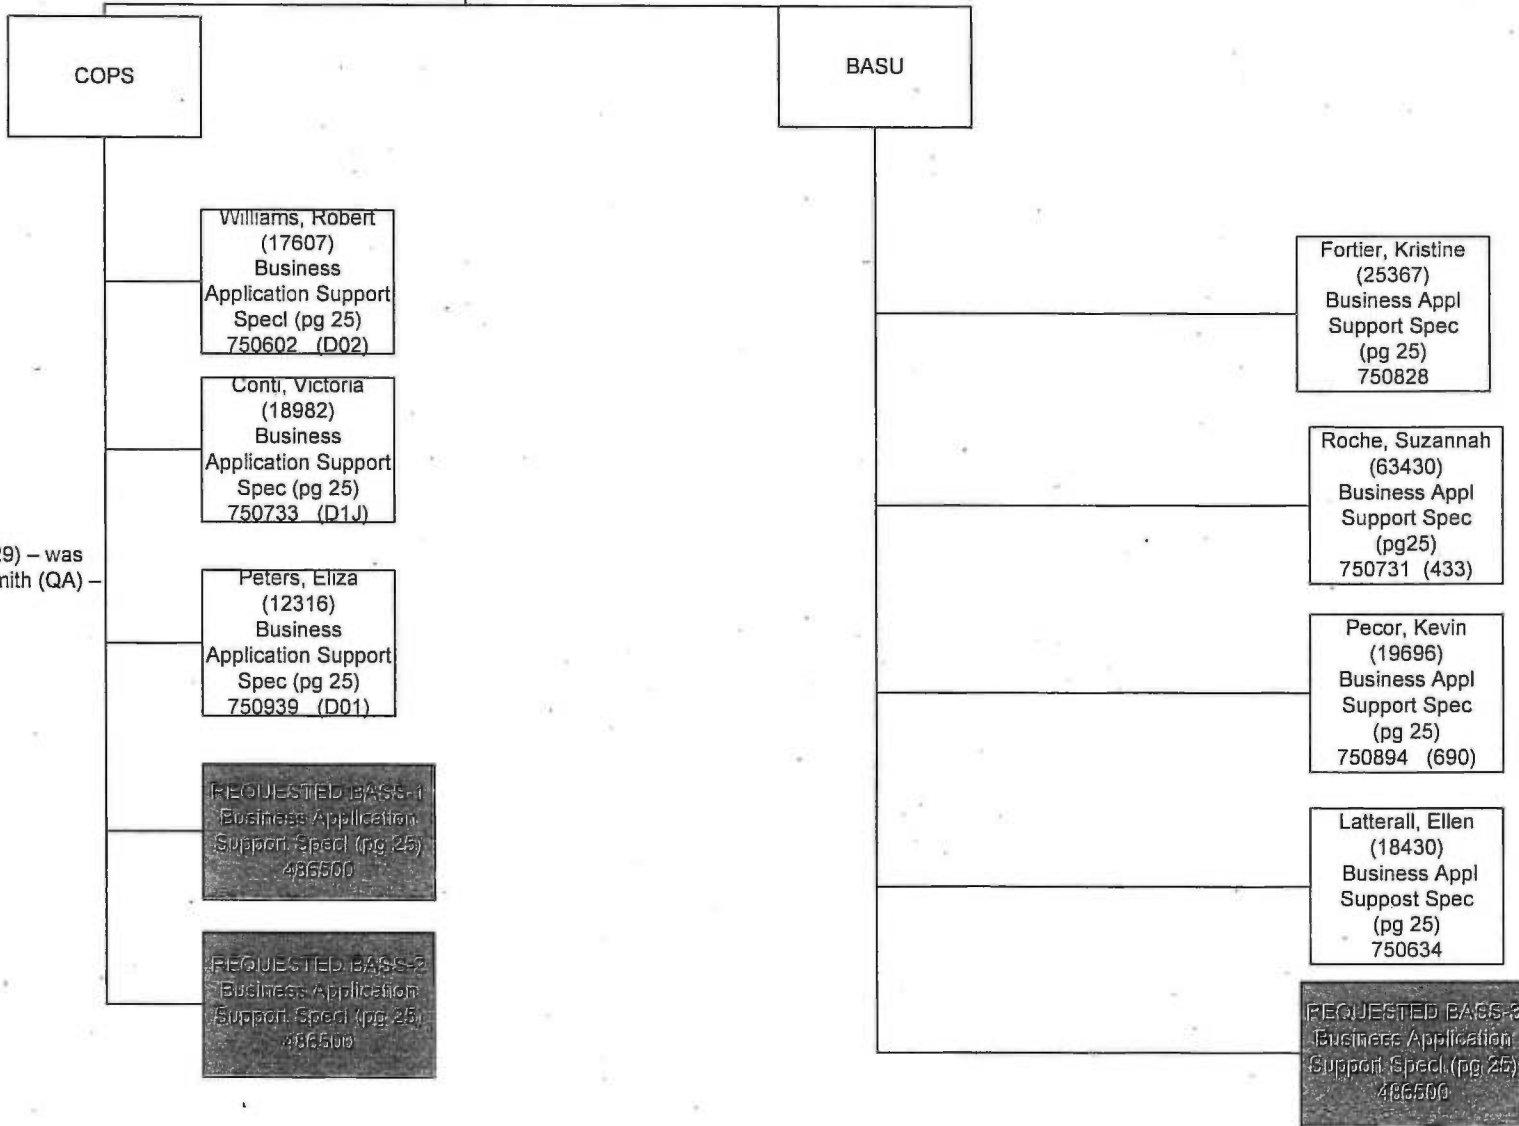 COPS
BASU
Williams, Robert
(17607)
Business
Application Support
Specl (pg 25)
750602 (D02)
Conti, Victoria
(18982)
Business
Application Support
Spec (pg 25)
750733 (D1J)
29) – was
mith (QA) –
Peters, Eliza
(12316)
Business
Application Support
Spec (pg 25)
750939 (D01)
REQUESTED BASS-1
Business Application
Support Specl (pg 25)
486500
REQUESTED BASS-2
Business Application
Support Specl (pg 25)
486500
Fortier, Kristine
(25367)
Business Appl
Support Spec
(pg 25)
750828
Roche, Suzannah
(63430)
Business Appl
Support Spec
(pg25)
750731 (433)
Pecor, Kevin
(19696)
Business Appl
Support Spec
(pg 25)
750894 (690)
Latterall, Ellen
(18430)
Business Appl
Suppost Spec
(pg 25)
750634
REQUESTED BASS-3
Business Application
Support Specl (pg 25)
486500